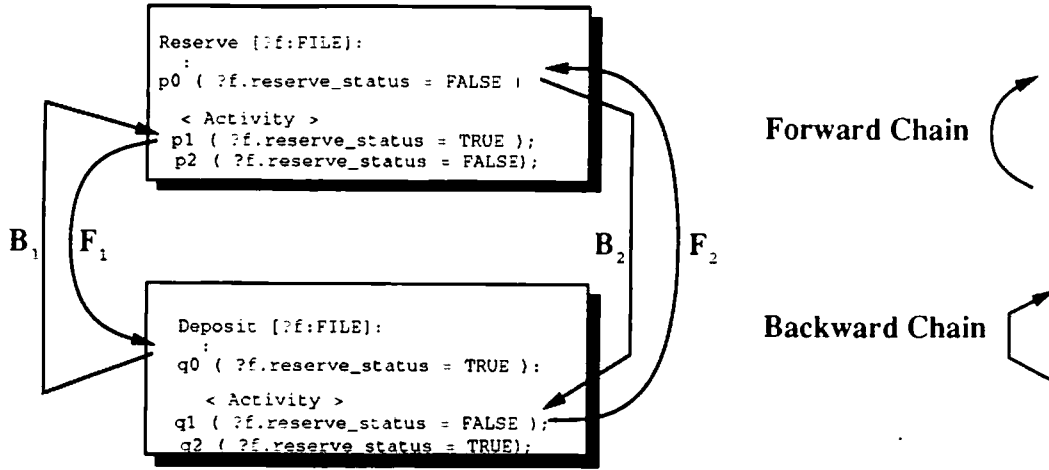 Reserve [?f:FILE]:
:
p0 ( ?f.reserve_status = FALSE )
< Activity >
p1 ( ?f.reserve_status = TRUE );
p2 ( ?f.reserve_status = FALSE);
Forward Chain
B1 F1 B2 F2
Deposit [?f:FILE]:
:
q0 ( ?f.reserve_status = TRUE ):
< Activity >
q1 ( ?f.reserve_status = FALSE );
q2 ( ?f.reserve_status = TRUE);
Backward Chain